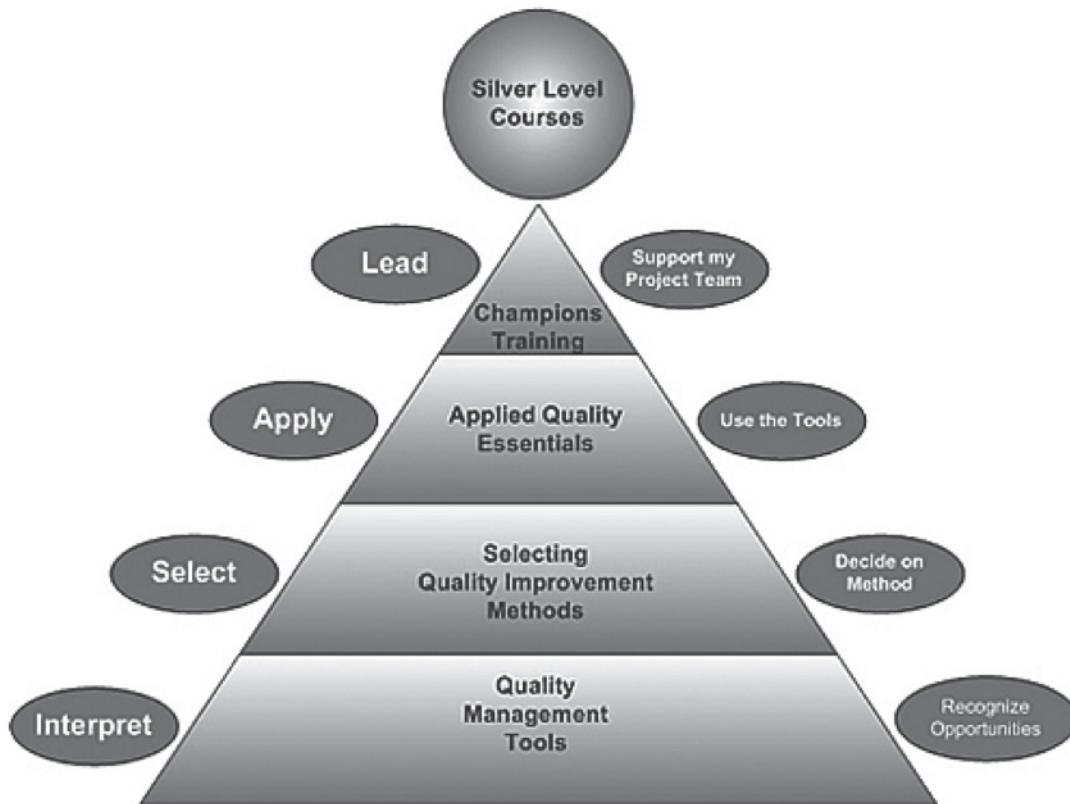 Silver Level
Courses
Lead
Support my
Project Team
Champions
Training
Apply
Applied Quality
Essentials
Use the Tools
Select
Selecting
Quality Improvement
Methods
Decide on
Method
Interpret
Quality
Management
Tools
Recognize
Opportunities